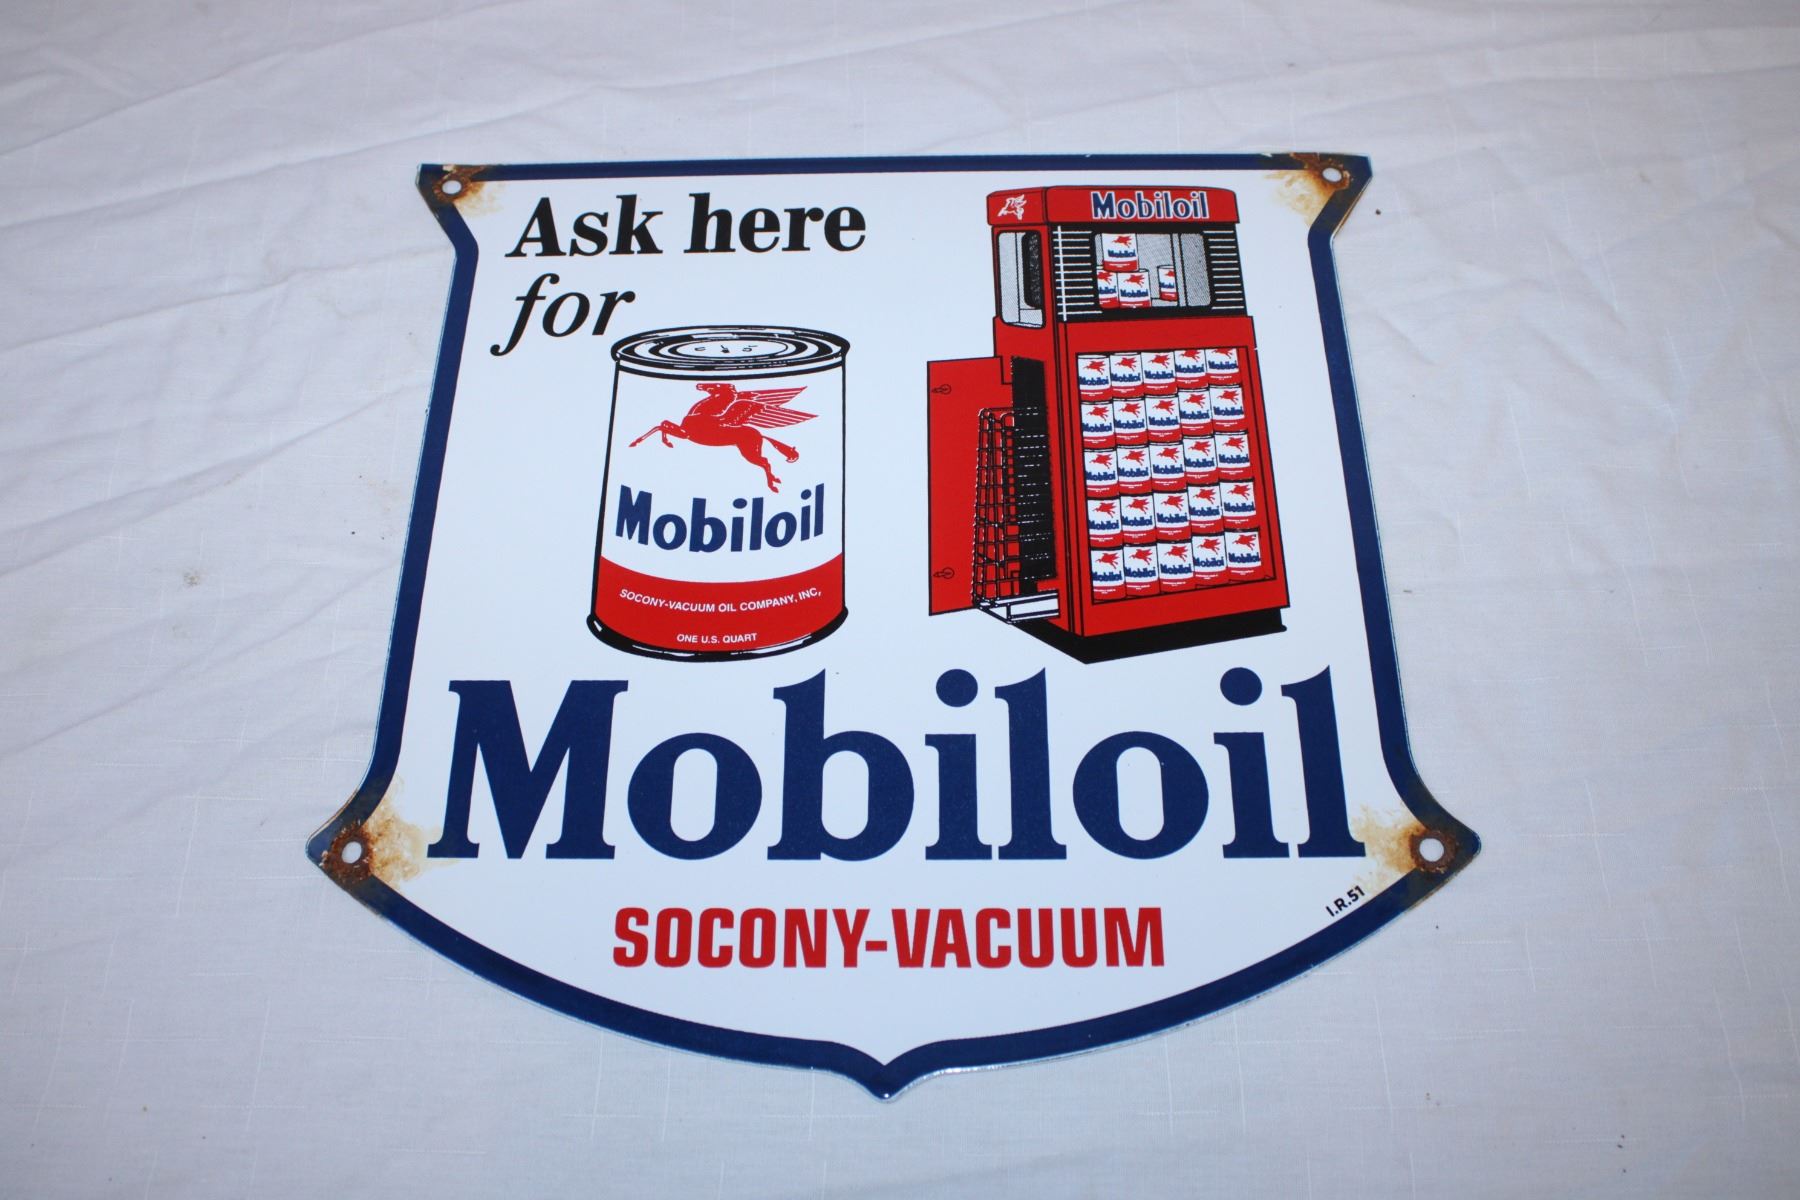 Ask here
for
Mobiloil
SOCONY-VACUUM OIL COMPANY, INC,
ONE U.S. QUART
Mobiloil
Mobiloil
SOCONY-VACUUM
I.R.51